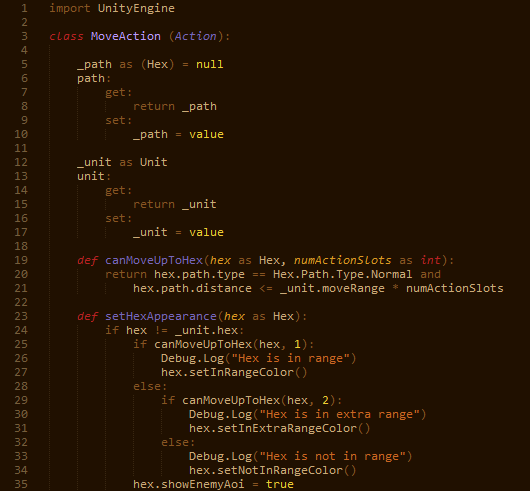 1 import UnityEngine
2
3 class MoveAction (Action):
4
5     _path as (Hex) = null
6     path:
7         get:
8             return _path
9         set:
10             _path = value
11
12     _unit as Unit
13     unit:
14         get:
15             return _unit
16         set:
17             _unit = value
18
19     def canMoveUpToHex(hex as Hex, numActionSlots as int):
20         return hex.path.type == Hex.Path.Type.Normal and
21             hex.path.distance <= _unit.moveRange * numActionSlots
22
23     def setHexAppearance(hex as Hex):
24         if hex != _unit.hex:
25             if canMoveUpToHex(hex, 1):
26                 Debug.Log("Hex is in range")
27                 hex.setInRangeColor()
28             else:
29                 if canMoveUpToHex(hex, 2):
30                     Debug.Log("Hex is in extra range")
31                     hex.setInExtraRangeColor()
32                 else:
33                     Debug.Log("Hex is not in range")
34                     hex.setNotInRangeColor()
35             hex.showEnemyAoi = true